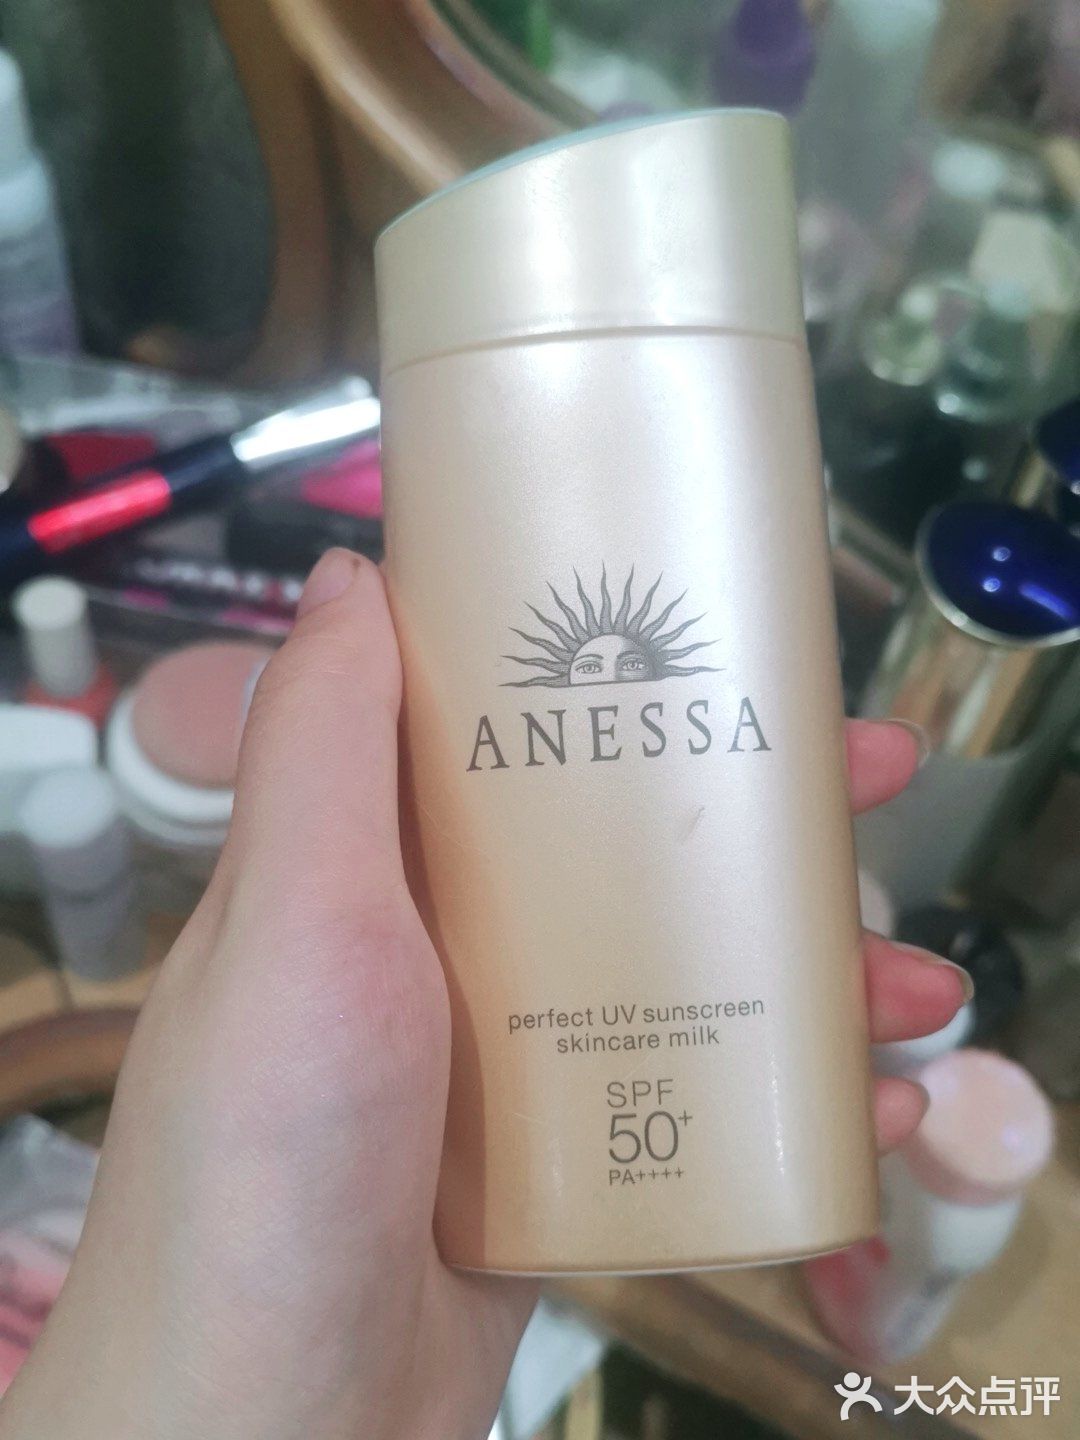 ANESSA
perfect UV sunscreen
skincare milk
SPF
50+
PA++++
大众点评